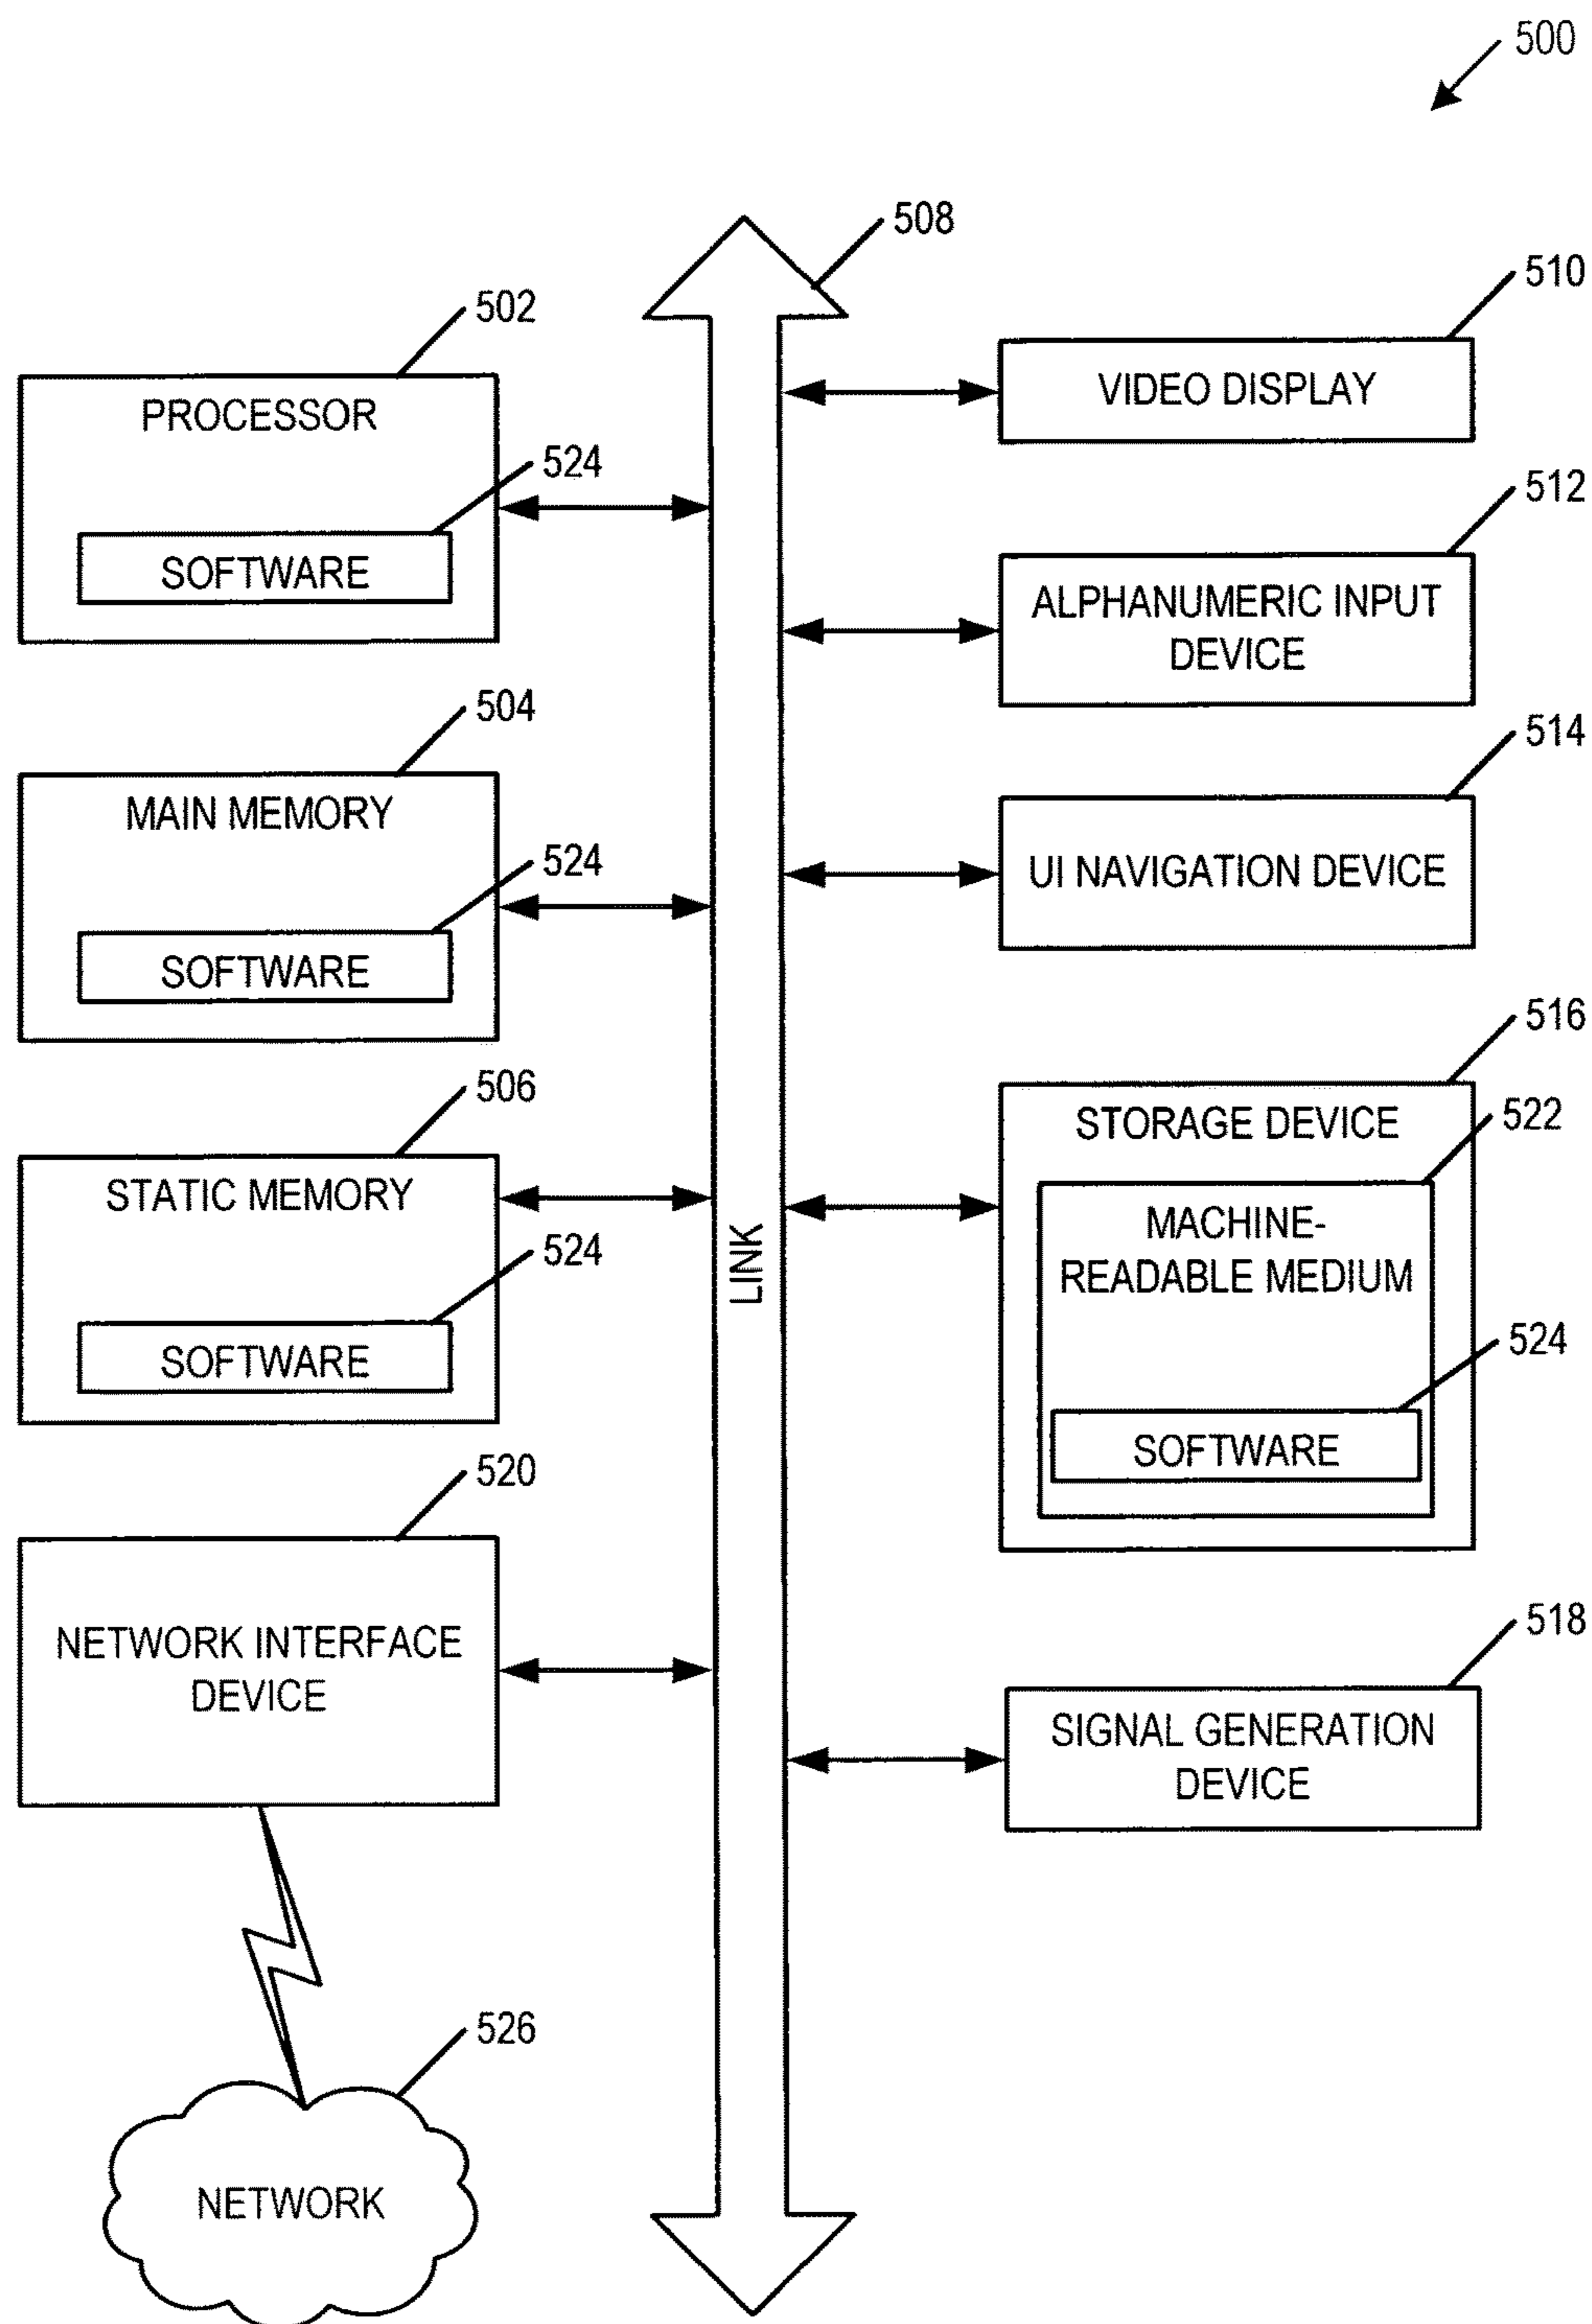 500
508
502
PROCESSOR
524
SOFTWARE
504
MAIN MEMORY
524
SOFTWARE
506
STATIC MEMORY
524
SOFTWARE
520
NETWORK INTERFACE
DEVICE
526
NETWORK
LINK
510
VIDEO DISPLAY
512
ALPHANUMERIC INPUT
DEVICE
514
UI NAVIGATION DEVICE
516
STORAGE DEVICE
522
MACHINE-
READABLE MEDIUM
524
SOFTWARE
518
SIGNAL GENERATION
DEVICE